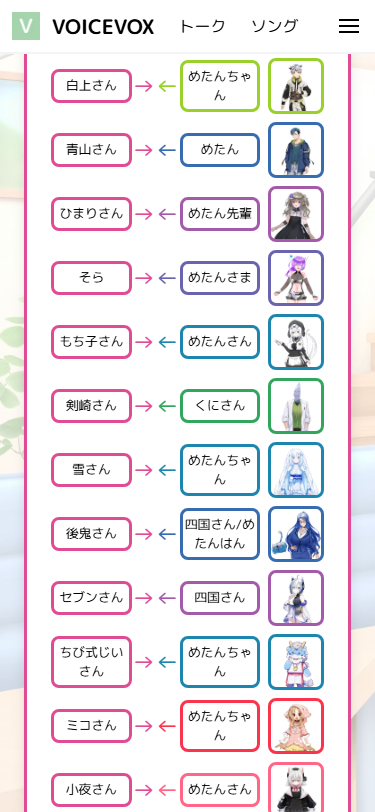 V VOICEVOX トーク ソング
白上さん → ← めたんちゃ
ん
青山さん → ← めたん
ひまりさん → ← めたん先輩
そら → ← めたんさま
もち子さん → ← めたんさん
剣崎さん → ← くにさん
雪さん → ← めたんちゃ
ん
後鬼さん → ← 四国さん/め
たんはん
セブンさん → ← 四国さん
ちび式じい
さん → ← めたんちゃ
ん
ミコさん → ← めたんちゃ
ん
小夜さん → ← めたんさん